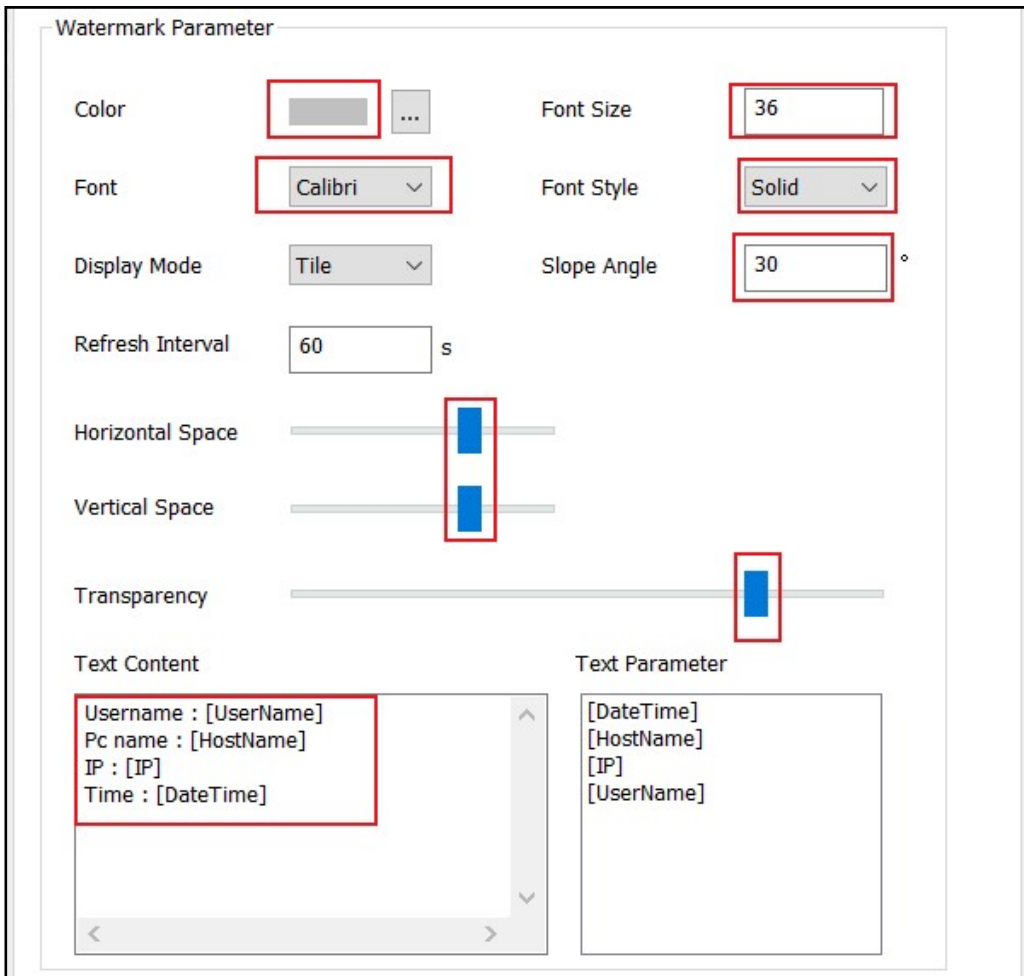 Watermark Parameter
Color ... Font Size 36
Font Calibri Font Style Solid
Display Mode Tile Slope Angle 30 °
Refresh Interval 60 s
Horizontal Space
Vertical Space
Transparency
Text Content Text Parameter
Username : [UserName]
Pc name : [HostName]
IP : [IP]
Time : [DateTime]
[DateTime]
[HostName]
[IP]
[UserName]